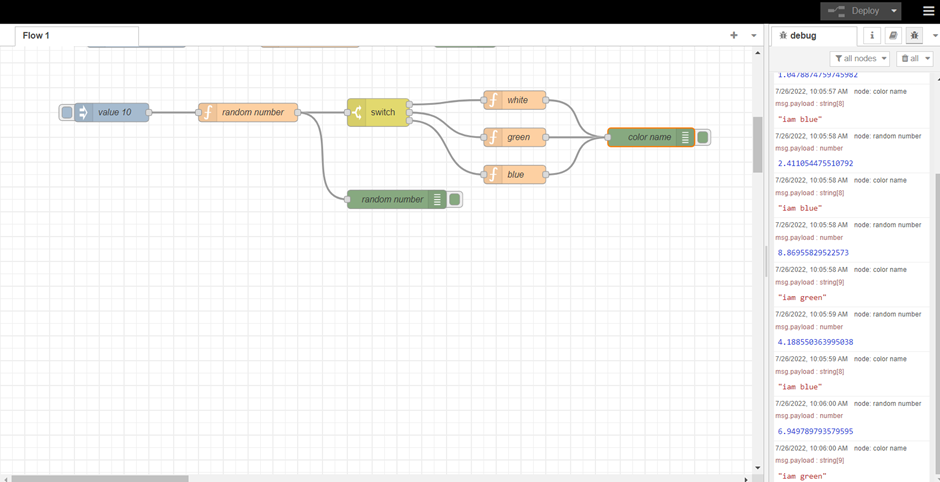 Deploy
Flow 1
debug
all nodes
all
value 10
random number
switch
white
green
blue
color name
random number
1.0478874759745982
7/26/2022, 10:05:57 AM node: color name
msg.payload : string[8]
"iam blue"
7/26/2022, 10:05:58 AM node: random number
msg.payload : number
2.411054475510792
7/26/2022, 10:05:58 AM node: color name
msg.payload : string[8]
"iam blue"
7/26/2022, 10:05:58 AM node: random number
msg.payload : number
8.86955829522573
7/26/2022, 10:05:58 AM node: color name
msg.payload : string[9]
"iam green"
7/26/2022, 10:05:59 AM node: random number
msg.payload : number
4.188550363995038
7/26/2022, 10:05:59 AM node: color name
msg.payload : string[8]
"iam blue"
7/26/2022, 10:06:00 AM node: random number
msg.payload : number
6.949789793579595
7/26/2022, 10:06:00 AM node: color name
msg.payload : string[9]
"iam green"